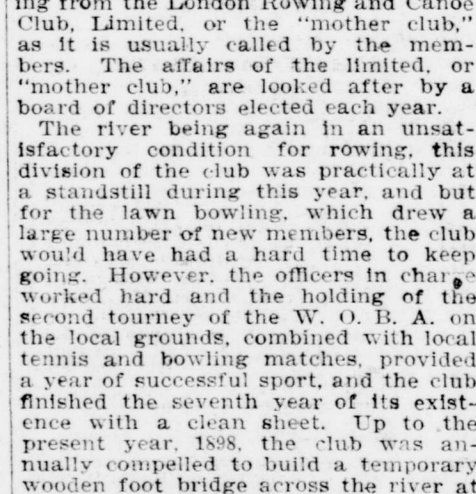 ing from the London Rowing and Canoe
Club, Limited, or the "mother club,"
as it is usually called by the mem-
bers. The affairs of the limited, or
"mother club," are looked after by a
board of directors elected each year.
The river being again in an unsat-
isfactory condition for rowing, this
division of the club was practically at
a standstill during this year, and but
for the lawn bowling, which drew a
large number of new members, the club
would have had a hard time to keep
going. However, the officers in charge
worked hard and the holding of the
second tourney of the W. O. B. A. on
the local grounds, combined with local
tennis and bowling matches, provided
a year of successful sport, and the club
finished the seventh year of its exist-
ence with a clean sheet. Up to the
present year, 1898, the club was an-
nually compelled to build a temporary
wooden foot bridge across the river at